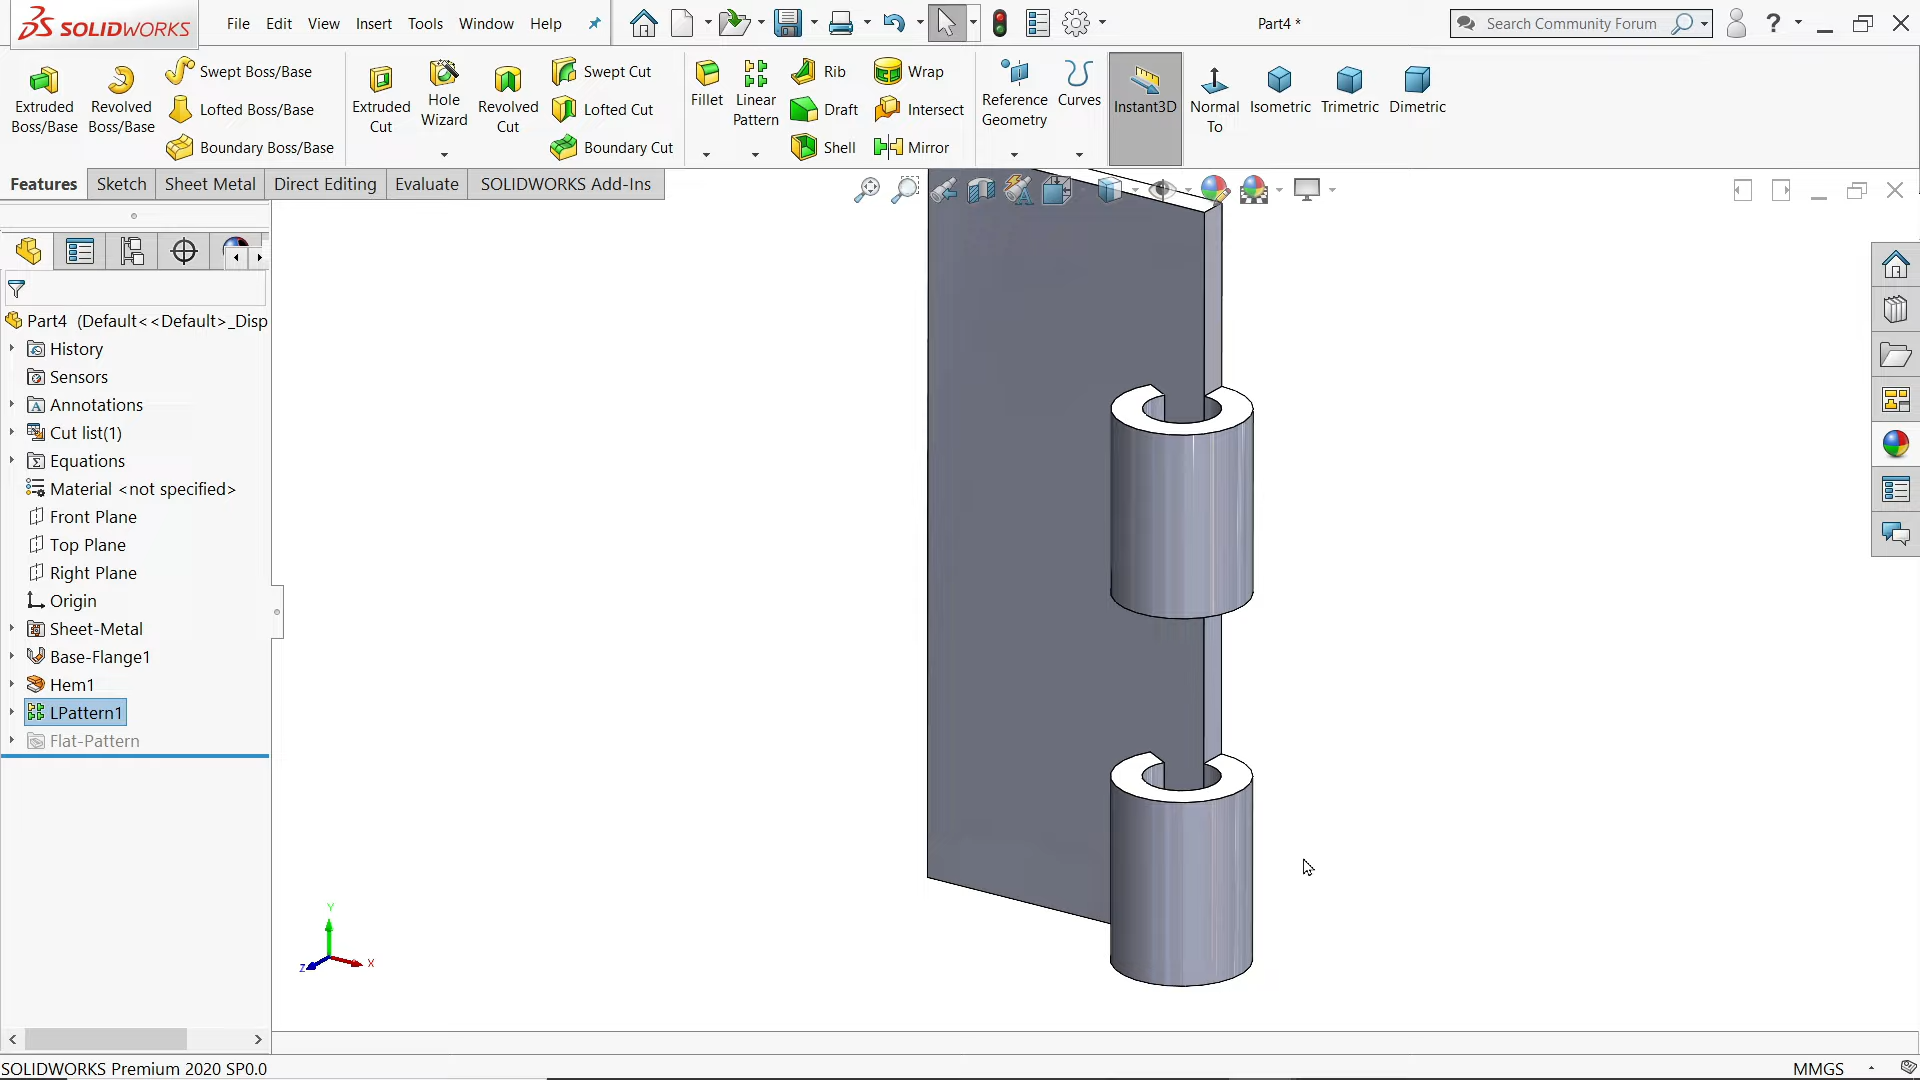 SOLIDWORKS File Edit View Insert Tools Window Help Part4 * Search Community Forum ?
Extruded Boss/Base
Revolved Boss/Base
Swept Boss/Base
Lofted Boss/Base
Boundary Boss/Base
Extruded Cut
Hole Wizard
Revolved Cut
Swept Cut
Lofted Cut
Boundary Cut
Fillet
Linear Pattern
Rib
Draft
Shell
Wrap
Intersect
Mirror
Reference Geometry
Curves
Instant3D
Normal To
Isometric
Trimetric
Dimetric
Features Sketch Sheet Metal Direct Editing Evaluate SOLIDWORKS Add-Ins
Part4 (Default<<Default>_Disp
History
Sensors
Annotations
Cut list(1)
Equations
Material <not specified>
Front Plane
Top Plane
Right Plane
Origin
Sheet-Metal
Base-Flange1
Hem1
LPattern1
Flat-Pattern
Y
Z X
SOLIDWORKS Premium 2020 SP0.0 MMGS